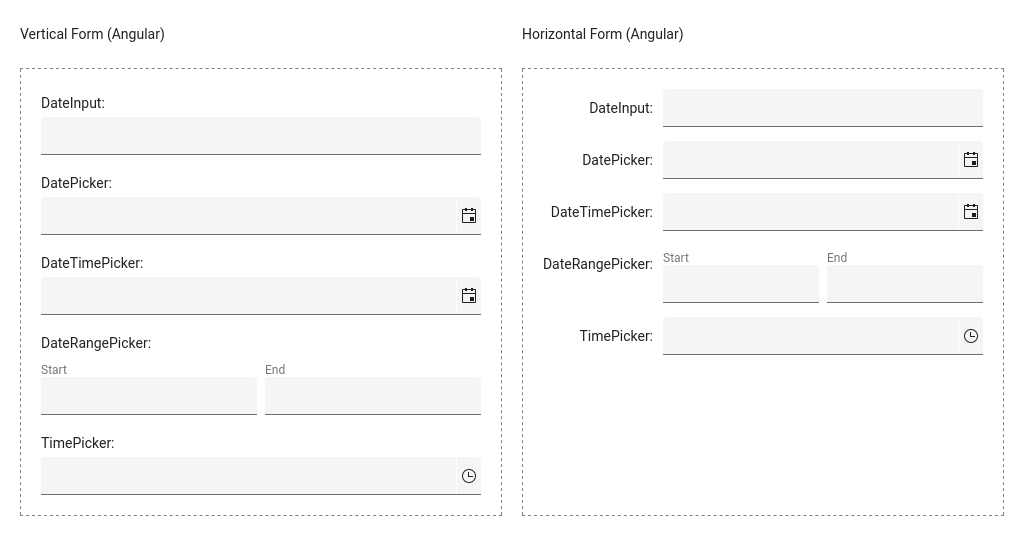 Vertical Form (Angular)
DateInput:
DatePicker:
DateTimePicker:
DateRangePicker:
Start End
TimePicker:
Horizontal Form (Angular)
DateInput:
DatePicker:
DateTimePicker:
DateRangePicker:
Start End
TimePicker: